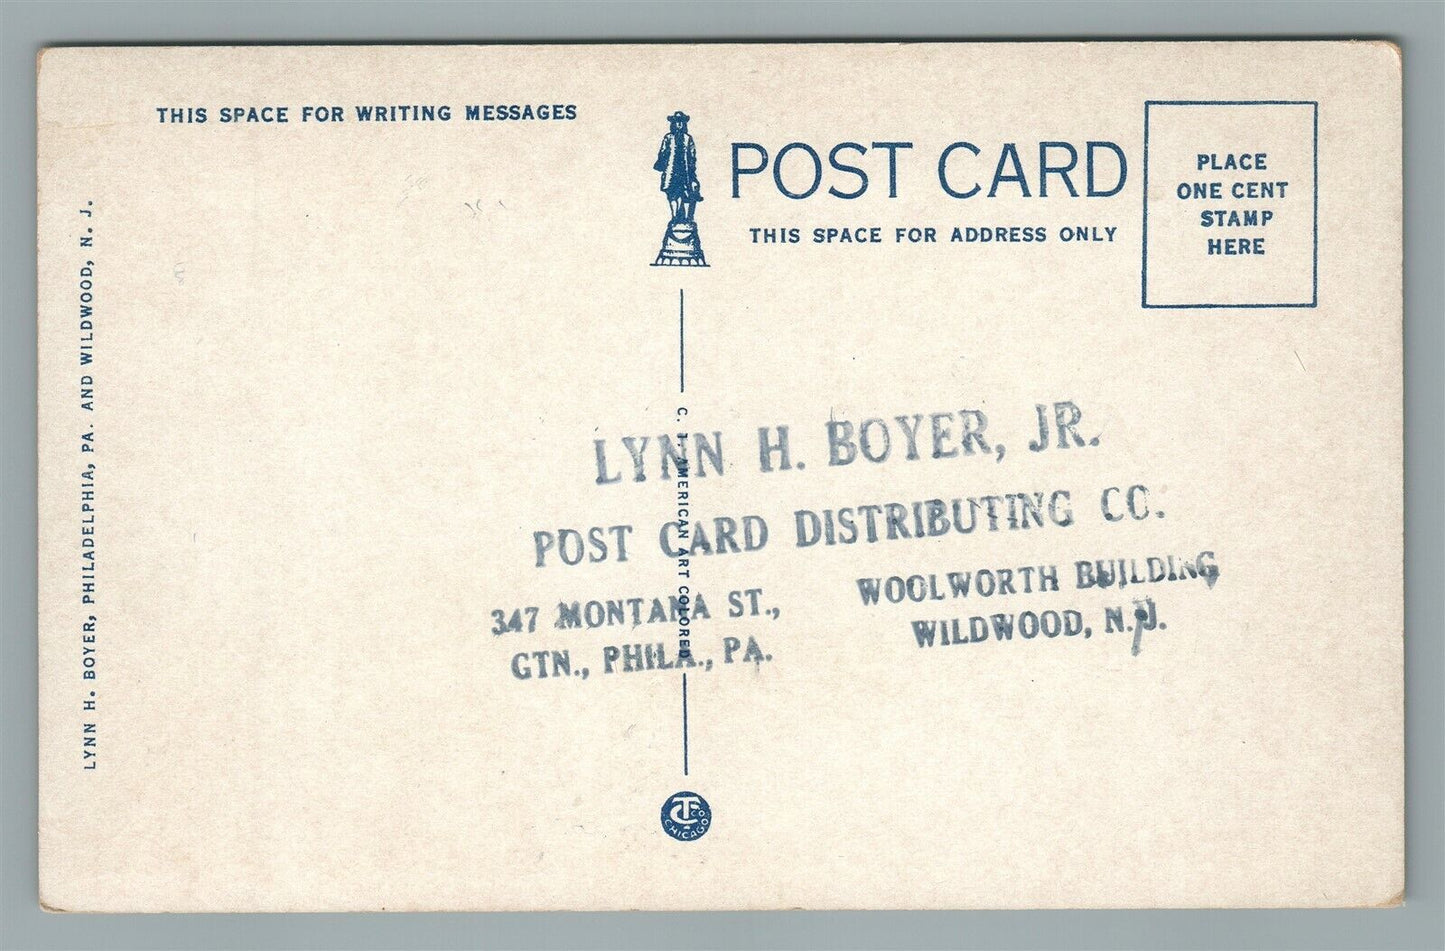 THIS SPACE FOR WRITING MESSAGES
POST CARD
THIS SPACE FOR ADDRESS ONLY
PLACE
ONE CENT
STAMP
HERE
LYNN H. BOYER, PHILADELPHIA, PA. AND WILDWOOD, N. J.
C. T. AMERICAN ART COLORED
LYNN H. BOYER, JR.
POST CARD DISTRIBUTING CO.
347 MONTANA ST.,
GTN., PHILA., PA.
WOOLWORTH BUILDING
WILDWOOD, N. J.
CT CO
CHICAGO